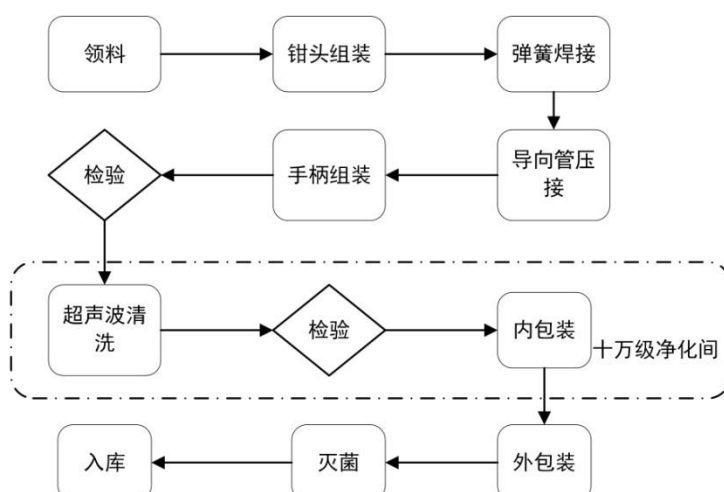 领料
钳头组装
弹簧焊接
检验
手柄组装
导向管压
接
超声波清
洗
检验
内包装
十万级净化间
入库
灭菌
外包装